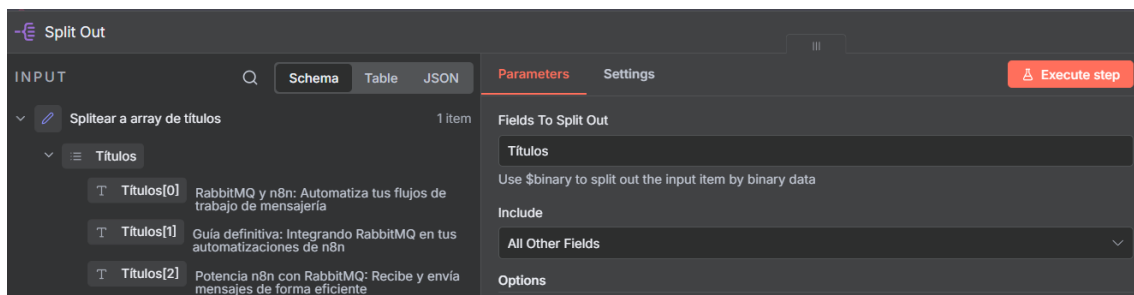 Split Out
INPUT
Schema
Table
JSON
Parameters
Settings
Execute step
Splitear a array de títulos
1 item
Títulos
Títulos[0]
RabbitMQ y n8n: Automatiza tus flujos de
trabajo de mensajería
Títulos[1]
Guía definitiva: Integrando RabbitMQ en tus
automatizaciones de n8n
Títulos[2]
Potencia n8n con RabbitMQ: Recibe y envía
mensajes de forma eficiente
Fields To Split Out
Títulos
Use $binary to split out the input item by binary data
Include
All Other Fields
Options